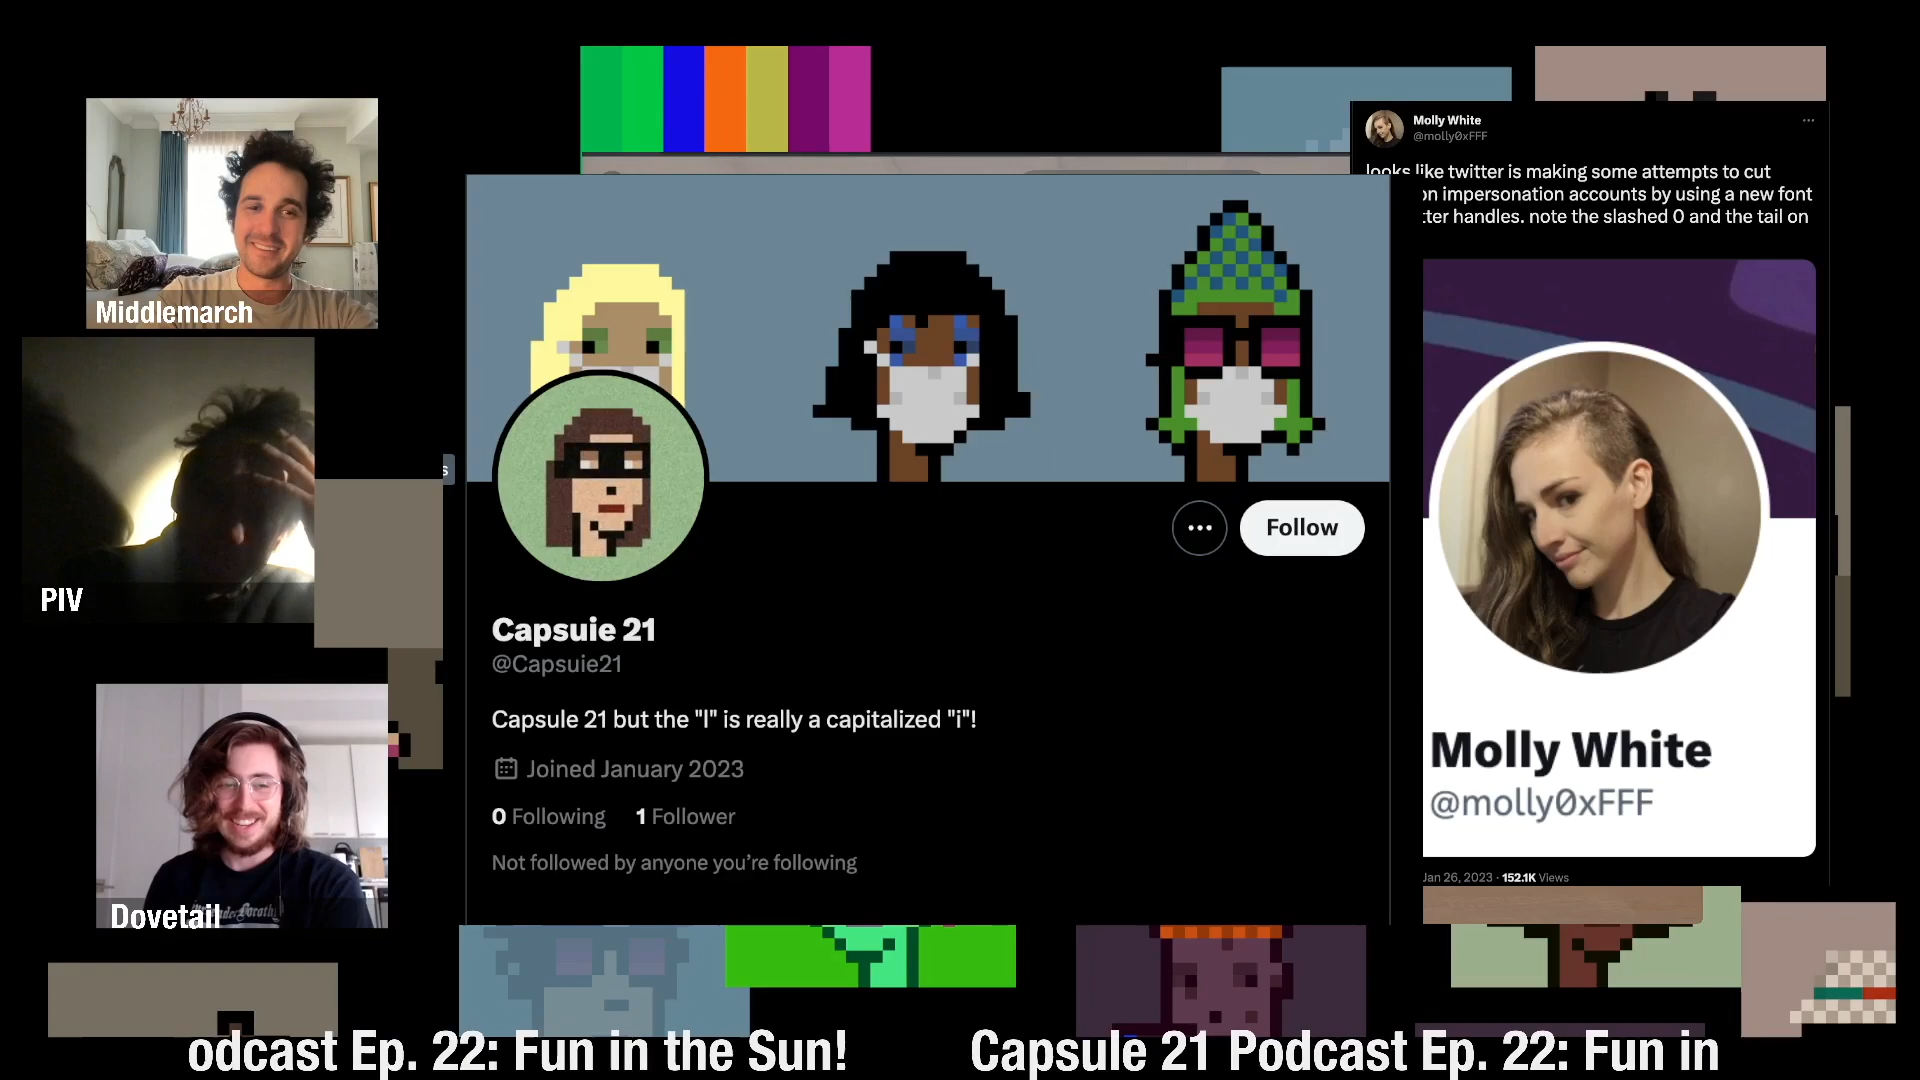 Molly White
@molly0xFFF
looks like twitter is making some attempts to cut
on impersonation accounts by using a new font
tter handles. note the slashed 0 and the tail on
Middlemarch
PIV
s
Follow
Capsuie 21
@Capsuie21
Capsule 21 but the "l" is really a capitalized "i"!
Joined January 2023
0 Following 1 Follower
Not followed by anyone you're following
Molly White
@molly0xFFF
Jan 26, 2023 · 152.1K Views
Dovetail
odcast Ep. 22: Fun in the Sun! Capsule 21 Podcast Ep. 22: Fun in